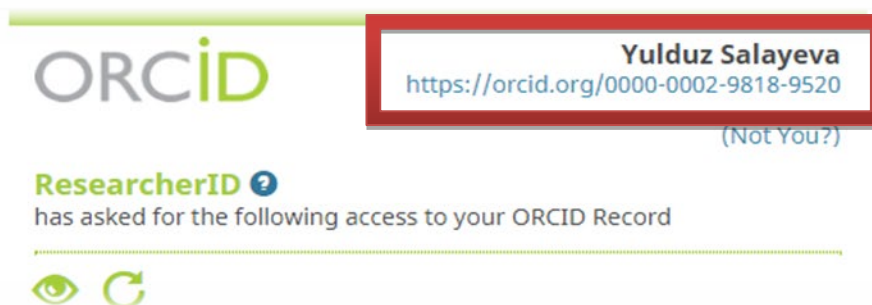 ORCID
Yulduz Salayeva
https://orcid.org/0000-0002-9818-9520
(Not You?)
ResearcherID ?
has asked for the following access to your ORCID Record